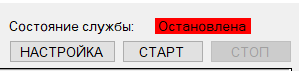 Состояние службы: Остановлена
НАСТРОЙКА СТАРТ СТОП